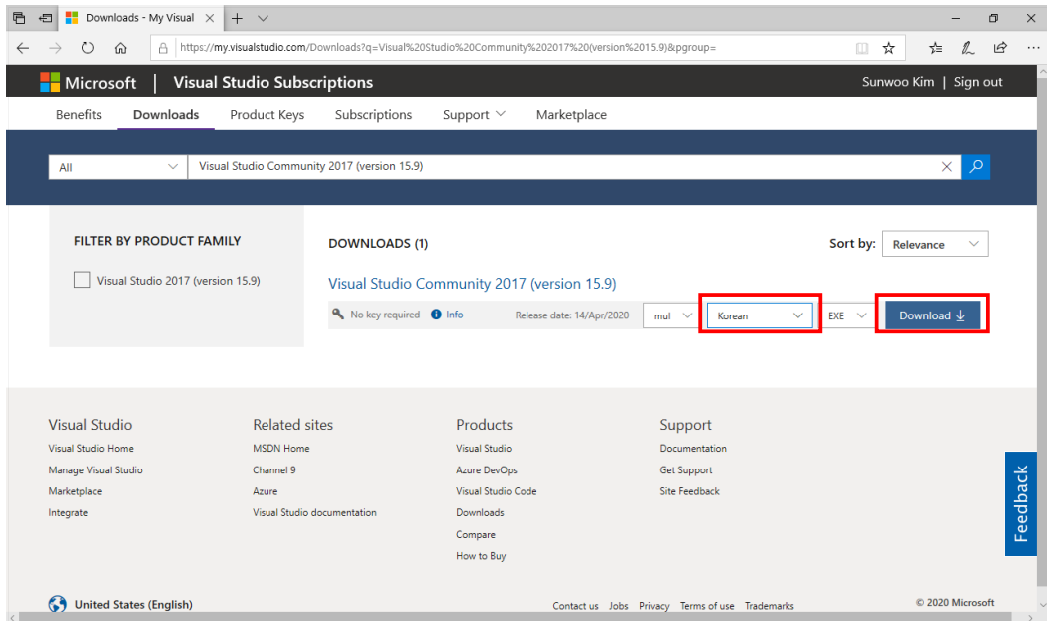 Downloads - My Visual
https://my.visualstudio.com/Downloads?q=Visual%20Studio%20Community%202017%20(version%2015.9)&pgroup=
Microsoft | Visual Studio Subscriptions
Sunwoo Kim | Sign out
Benefits Downloads Product Keys Subscriptions Support Marketplace
All Visual Studio Community 2017 (version 15.9)
FILTER BY PRODUCT FAMILY
Visual Studio 2017 (version 15.9)
DOWNLOADS (1)
Sort by: Relevance
Visual Studio Community 2017 (version 15.9)
No key required Info Release date: 14/Apr/2020 mul Korean EXE Download
Visual Studio
Visual Studio Home
Manage Visual Studio
Marketplace
Integrate
Related sites
MSDN Home
Channel 9
Azure
Visual Studio documentation
Products
Visual Studio
Azure DevOps
Visual Studio Code
Downloads
Compare
How to Buy
Support
Documentation
Get Support
Site Feedback
Feedback
United States (English)
Contact us Jobs Privacy Terms of use Trademarks
© 2020 Microsoft